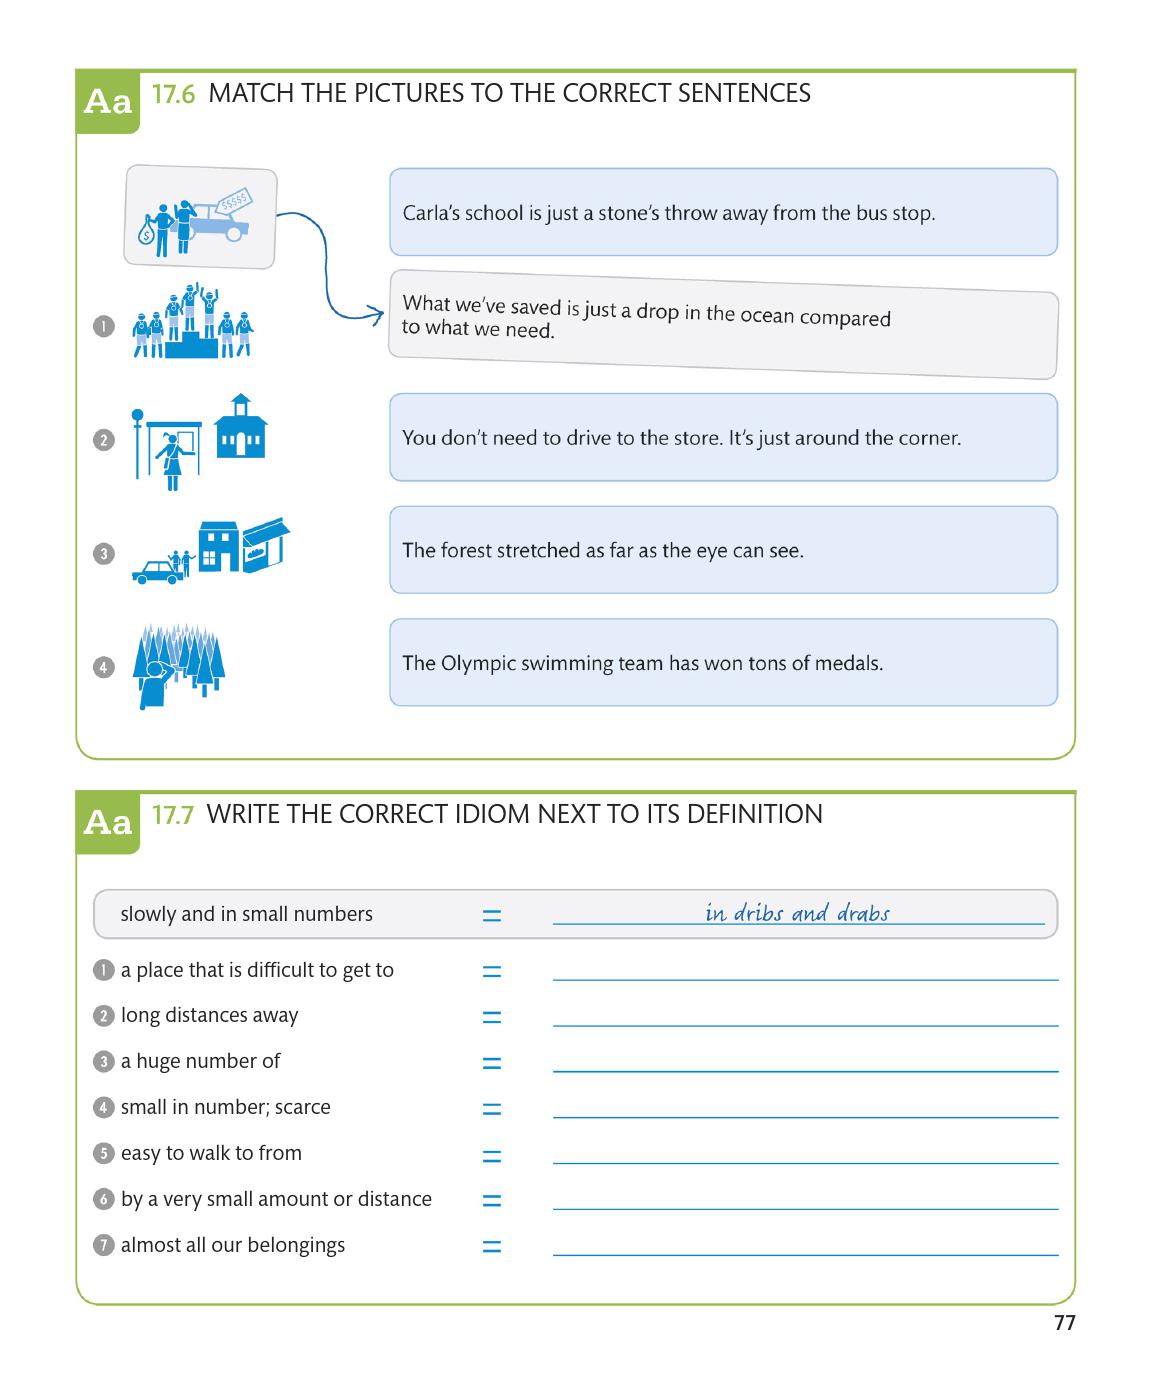 Aa 17.6 MATCH THE PICTURES TO THE CORRECT SENTENCES
$
$$$$$
Carla's school is just a stone's throw away from the bus stop.
1
What we've saved is just a drop in the ocean compared
to what we need.
2
You don't need to drive to the store. It's just around the corner.
3
The forest stretched as far as the eye can see.
4
The Olympic swimming team has won tons of medals.
Aa 17.7 WRITE THE CORRECT IDIOM NEXT TO ITS DEFINITION
slowly and in small numbers = in dribs and drabs
1 a place that is difficult to get to =
2 long distances away =
3 a huge number of =
4 small in number; scarce =
5 easy to walk to from =
6 by a very small amount or distance =
7 almost all our belongings =
77